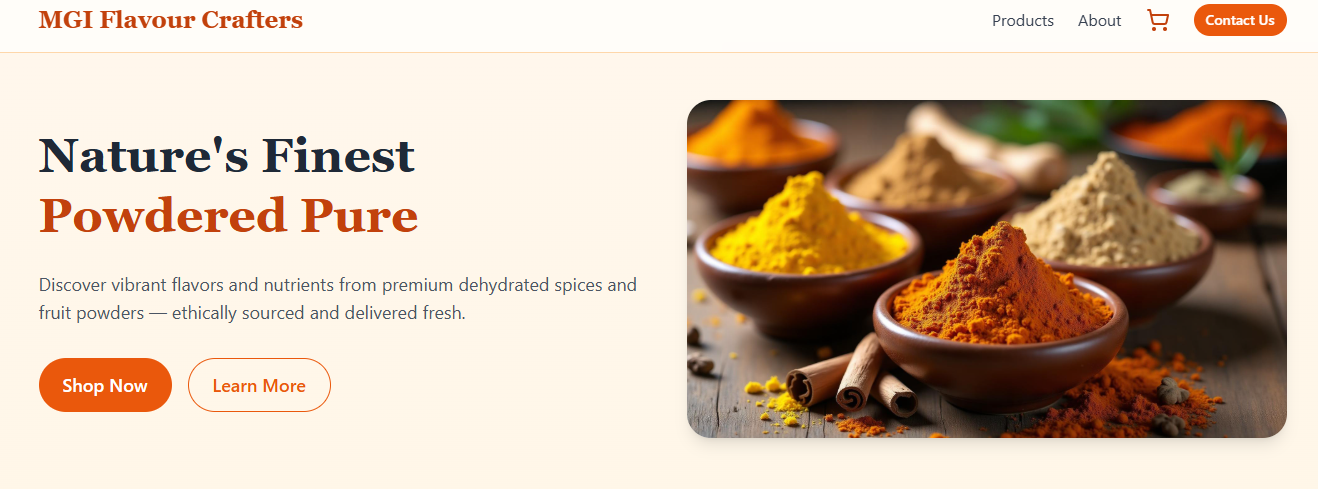 MGI Flavour Crafters
Products
About
Contact Us
Nature's Finest
Powdered Pure
Discover vibrant flavors and nutrients from premium dehydrated spices and
fruit powders — ethically sourced and delivered fresh.
Shop Now
Learn More